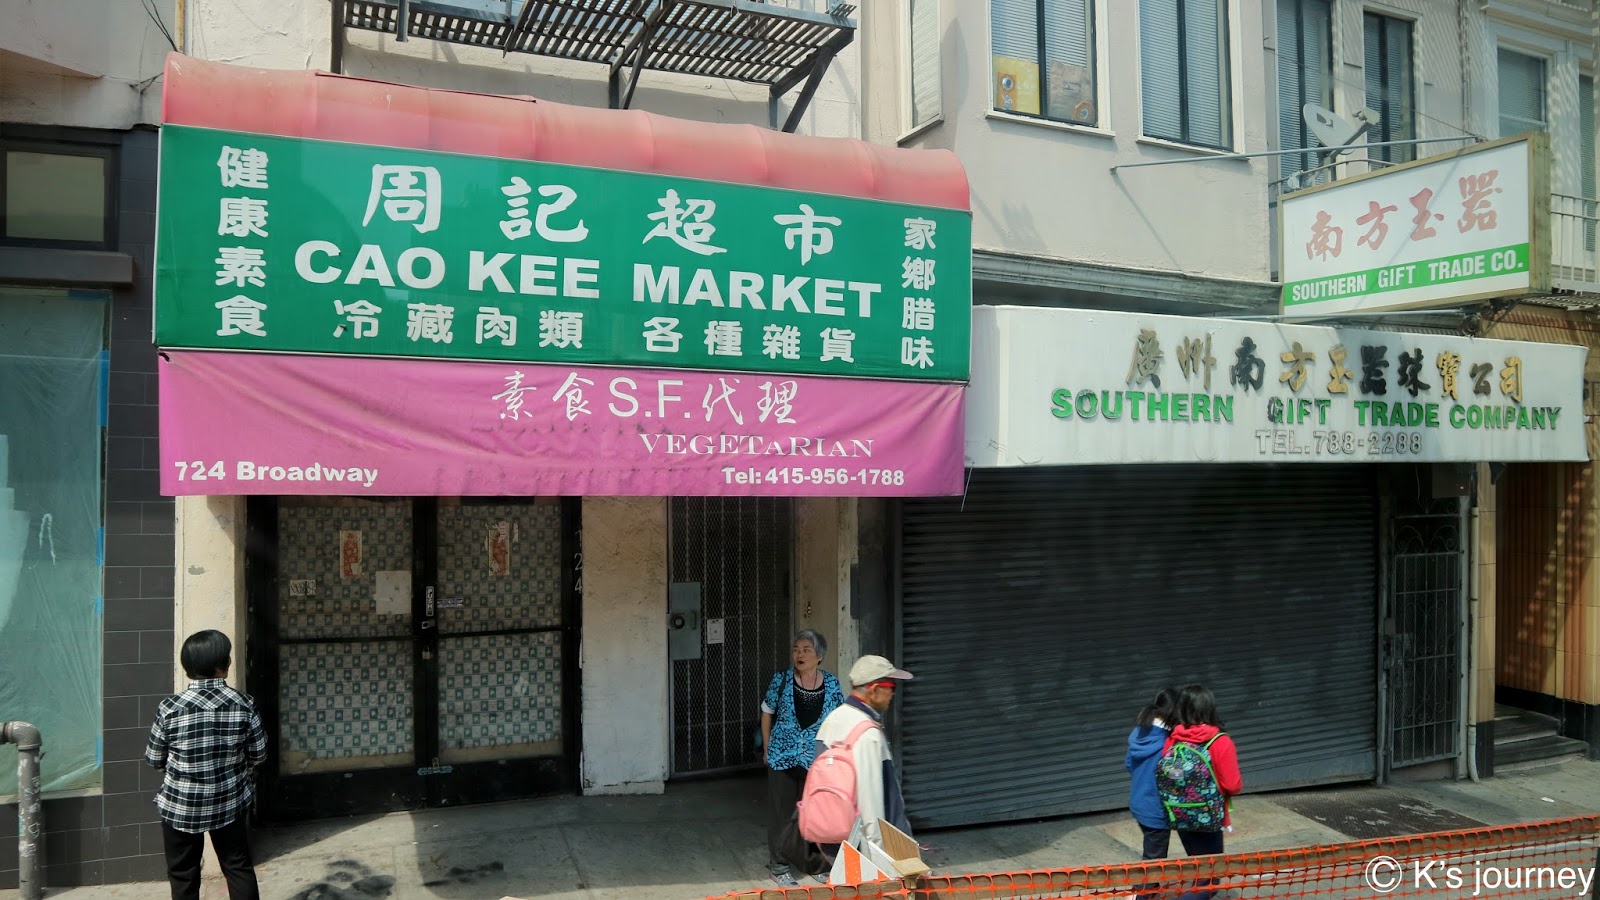 健康素食
周記超市
家鄉腊味
CAO KEE MARKET
冷藏肉類 各種雜貨
素食S.F.代理
VEGETARIAN
724 Broadway
Tel:415-956-1788
南方玉器
SOUTHERN GIFT TRADE CO.
廣州南方玉器珠寶公司
SOUTHERN GIFT TRADE COMPANY
TEL.788-2288
PUSH
724
© K's journey